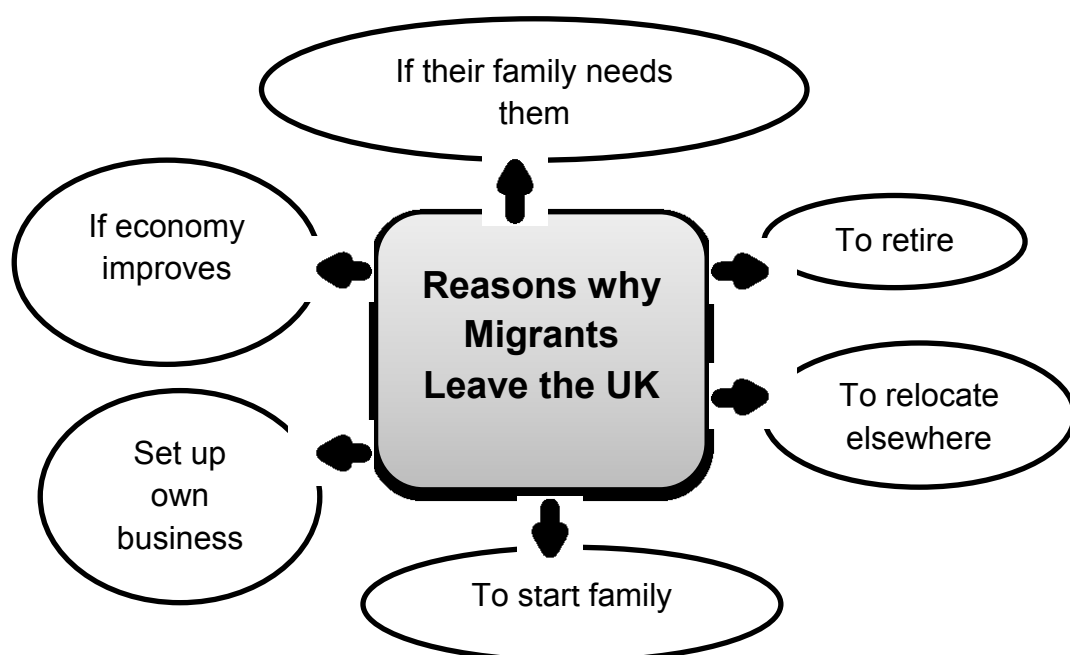 If their family needs
them
If economy
improves
Reasons why
Migrants
Leave the UK
To retire
To relocate
elsewhere
Set up
own
business
To start family